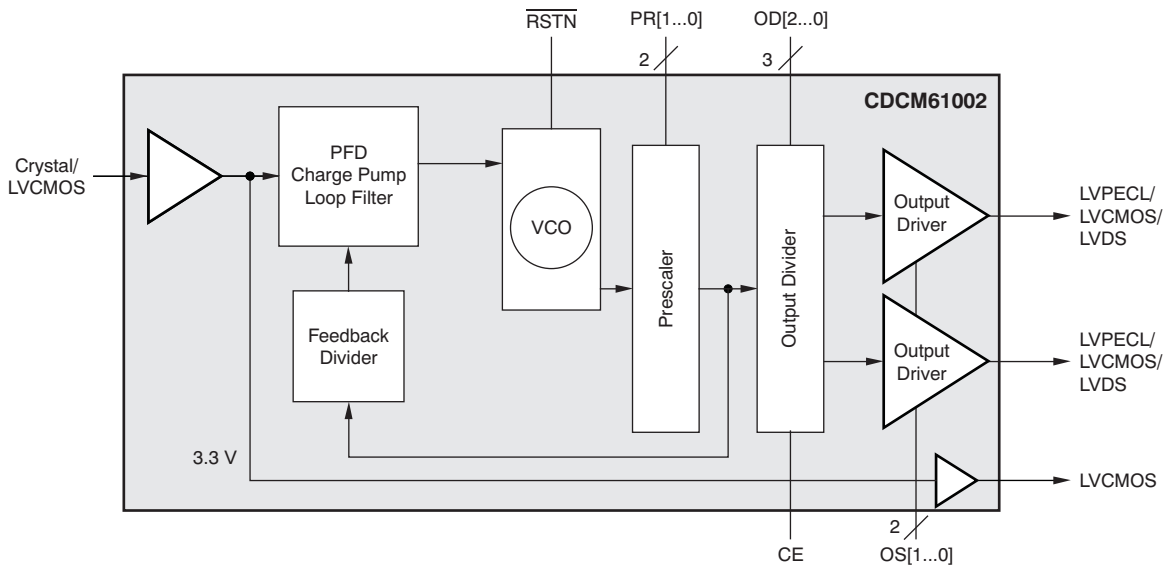 RSTN
PR[1...0]
OD[2...0]
2
3
CDCM61002
Crystal/
LVCMOS
PFD
Charge Pump
Loop Filter
VCO
Feedback
Divider
Prescaler
Output Divider
Output
Driver
LVPECL/
LVCMOS/
LVDS
Output
Driver
LVPECL/
LVCMOS/
LVDS
3.3 V
LVCMOS
2
CE
OS[1...0]